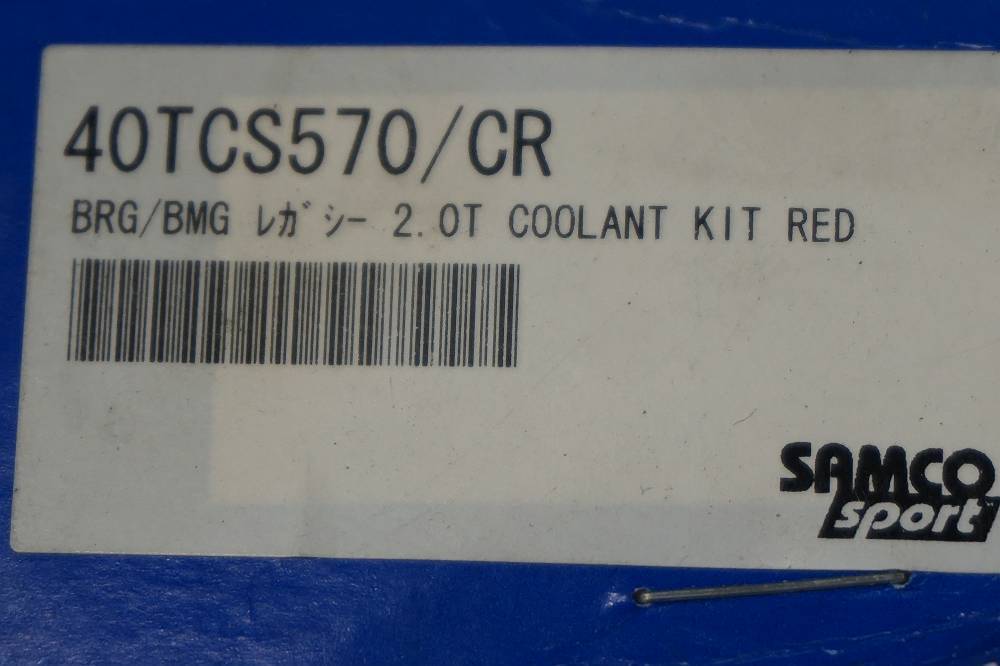 40TCS570/CR
BRG/BMG ﾚｶﾞｼｰ 2.0T COOLANT KIT RED
SAMCO
sport